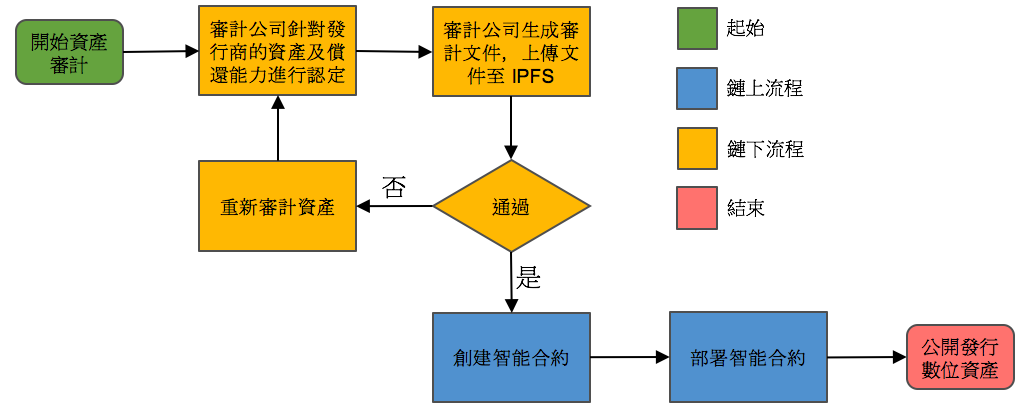 開始資產
審計
審計公司針對發
行商的資產及償
還能力進行認定
審計公司生成審
計文件，上傳文
件至 IPFS
起始
鏈上流程
鏈下流程
結束
重新審計資產
否
通過
是
創建智能合約
部署智能合約
公開發行
數位資產